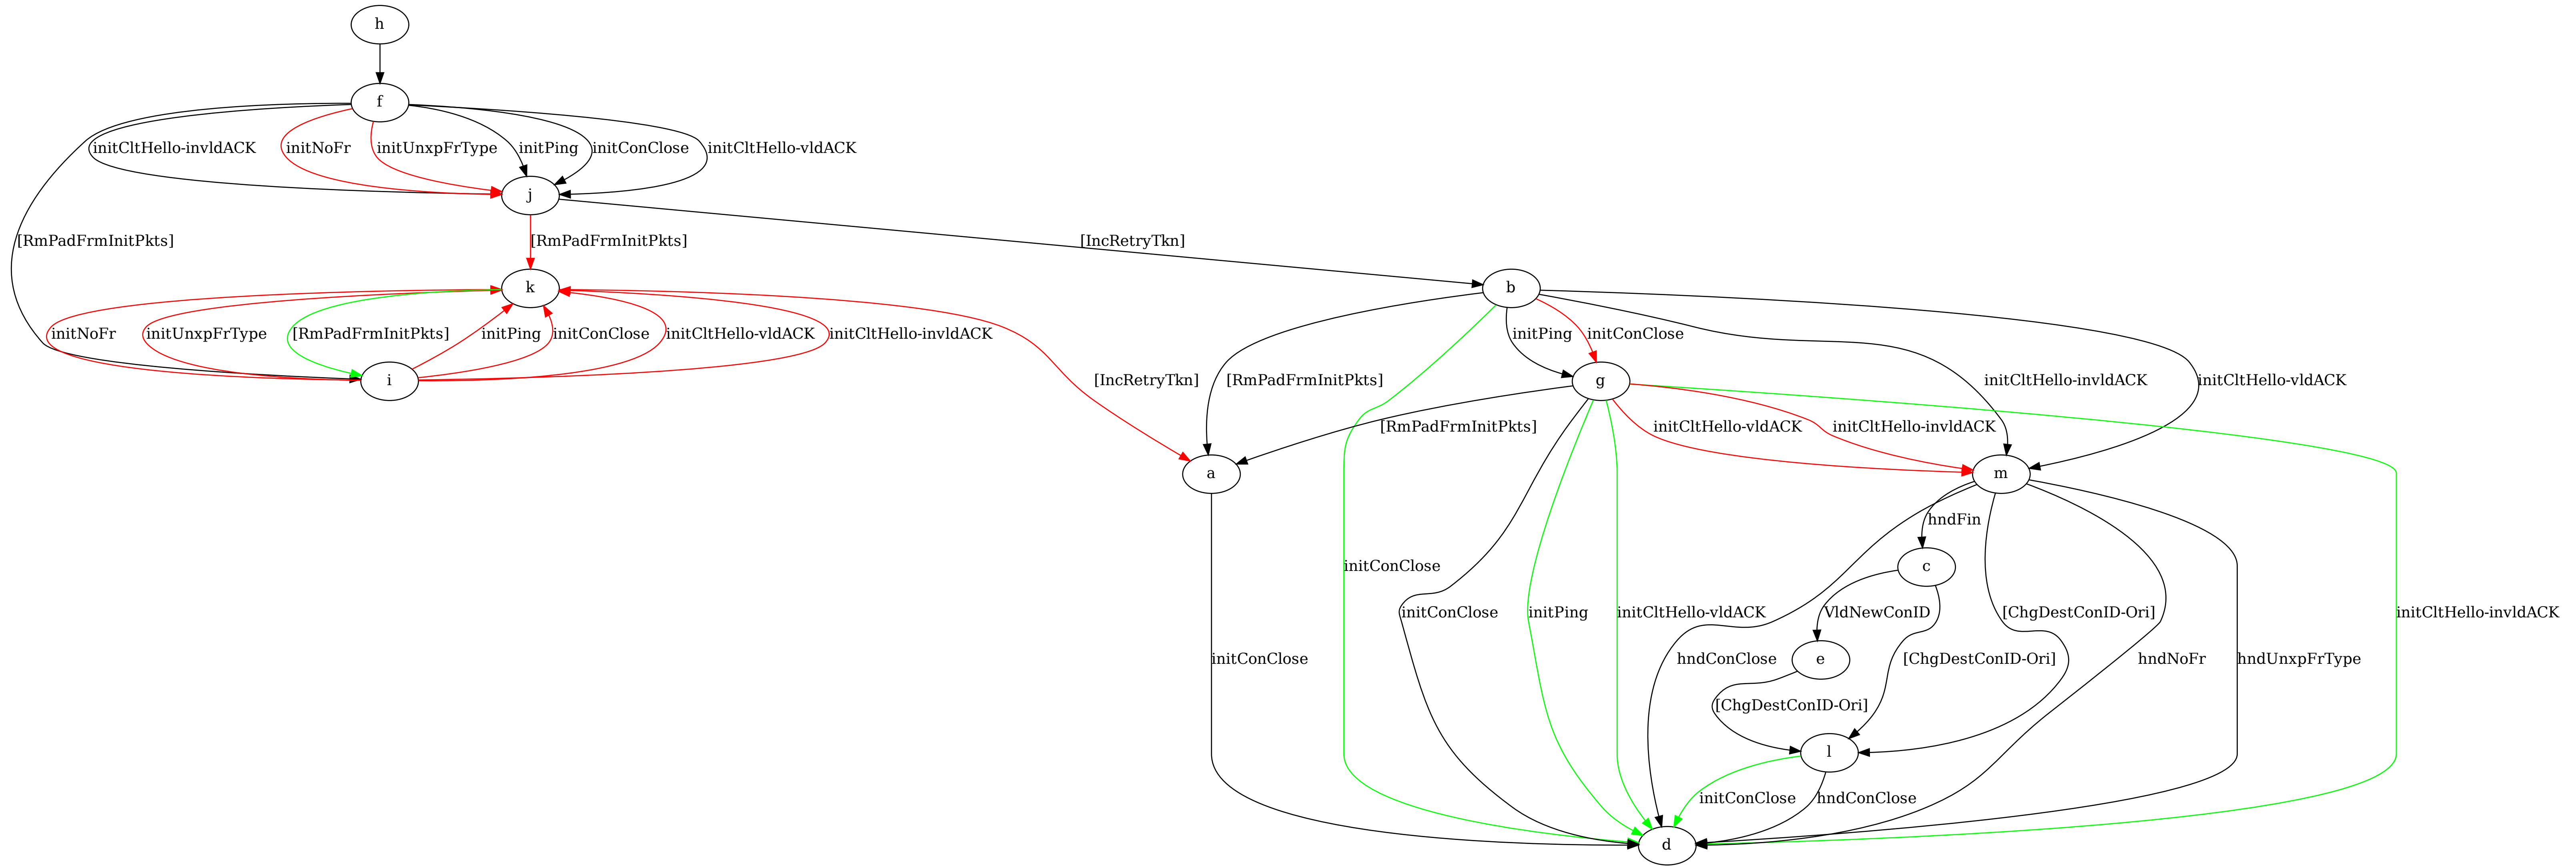 h
f
initCltHello-invldACK
initNoFr
initUnxpFrType
initPing
initConClose
initCltHello-vldACK
j
[RmPadFrmInitPkts]
[RmPadFrmInitPkts]
[IncRetryTkn]
k
b
initNoFr
initUnxpFrType
[RmPadFrmInitPkts]
initPing
initConClose
initCltHello-vldACK
initCltHello-invldACK
initPing
initConClose
i
[IncRetryTkn]
[RmPadFrmInitPkts]
g
initCltHello-invldACK
initCltHello-vldACK
[RmPadFrmInitPkts]
initCltHello-vldACK
initCltHello-invldACK
a
m
hndFin
initConClose
c
initConClose
initPing
initCltHello-vldACK
VldNewConID
[ChgDestConID-Ori]
initCltHello-invldACK
initConClose
hndConClose
e
[ChgDestConID-Ori]
hndNoFr
hndUnxpFrType
[ChgDestConID-Ori]
l
initConClose
hndConClose
d